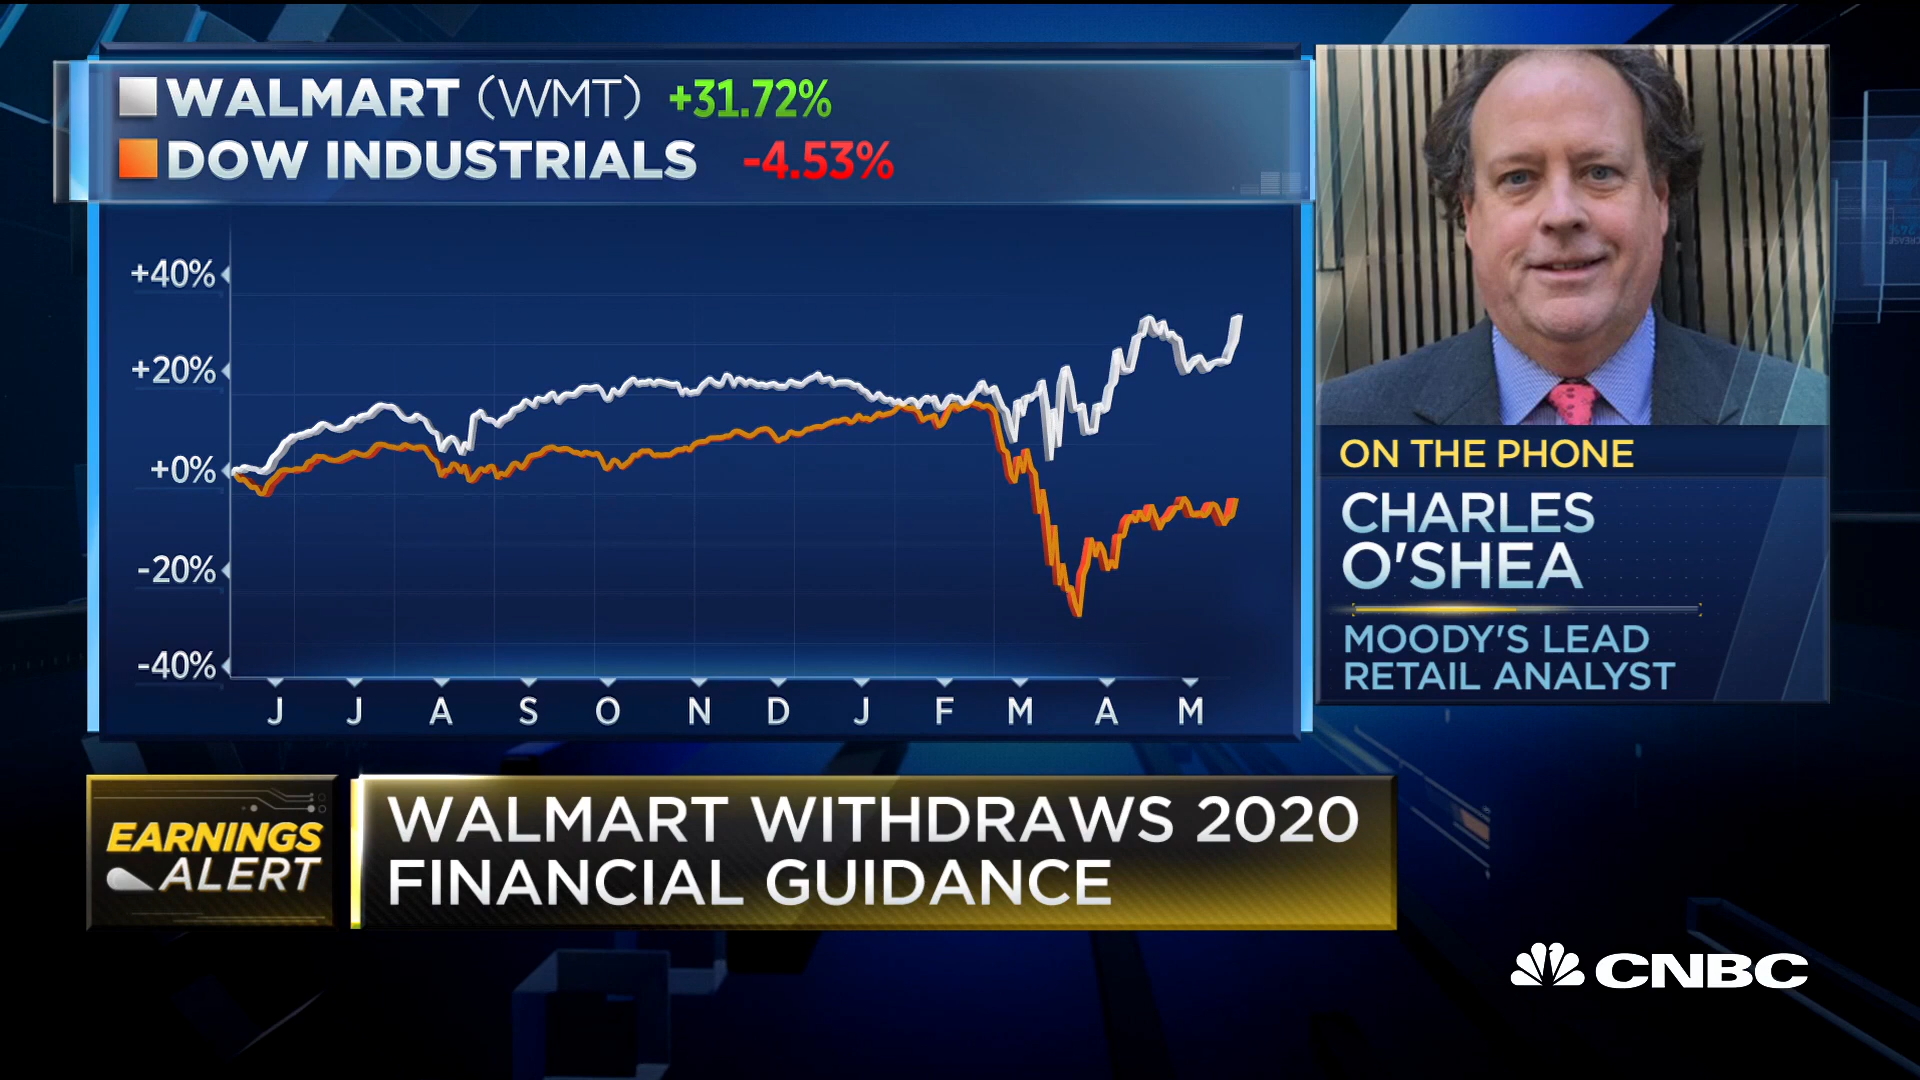 WALMART (WMT) +31.72%
DOW INDUSTRIALS -4.53%
+40%
+20%
+0%
-20%
-40%
J J A S O N D J F M A M
ON THE PHONE
CHARLES
O'SHEA
MOODY'S LEAD
RETAIL ANALYST
EARNINGS
ALERT
WALMART WITHDRAWS 2020
FINANCIAL GUIDANCE
CNBC